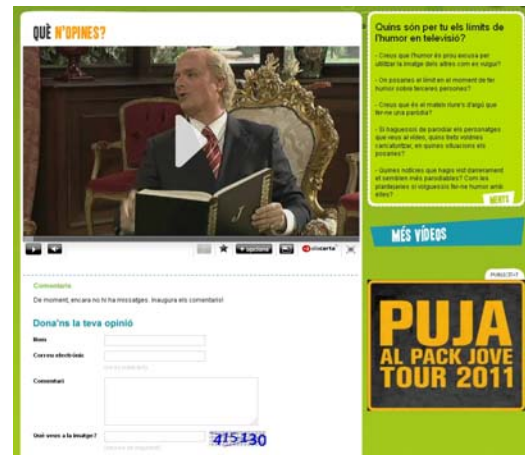 QUÈ N'OPINES?
Comentaris
De moment, encara no hi ha missatges. Inaugura els comentaris!
Dona'ns la teva opinió
Nom
Correu electrònic
Comentari
Què veus a la imatge?
415130
Quins són per tu els límits de
l'humor en televisió?
- Creus que l'humor és prou excusa per
utilitzar la imatge dels altres com es vulgui?
- On posaries el límit en el moment de fer
humor sobre terceres persones?
- Creus que és el mateix riure's d'algú que
fer-ne una paròdia?
- Si haguessis de parodiar els personatges
que veus al vídeo, quins trets voldries
caricaturitzar, en quines situacions els
posaries?
- Quines notícies que hagis vist darrerament
et semblen més parodiables? Com les
plantejaries si volguessis fer-ne humor amb
elles?
MÉS VÍDEOS
PUBLICITAT
PUJA
AL PACK JOVE
TOUR 2011